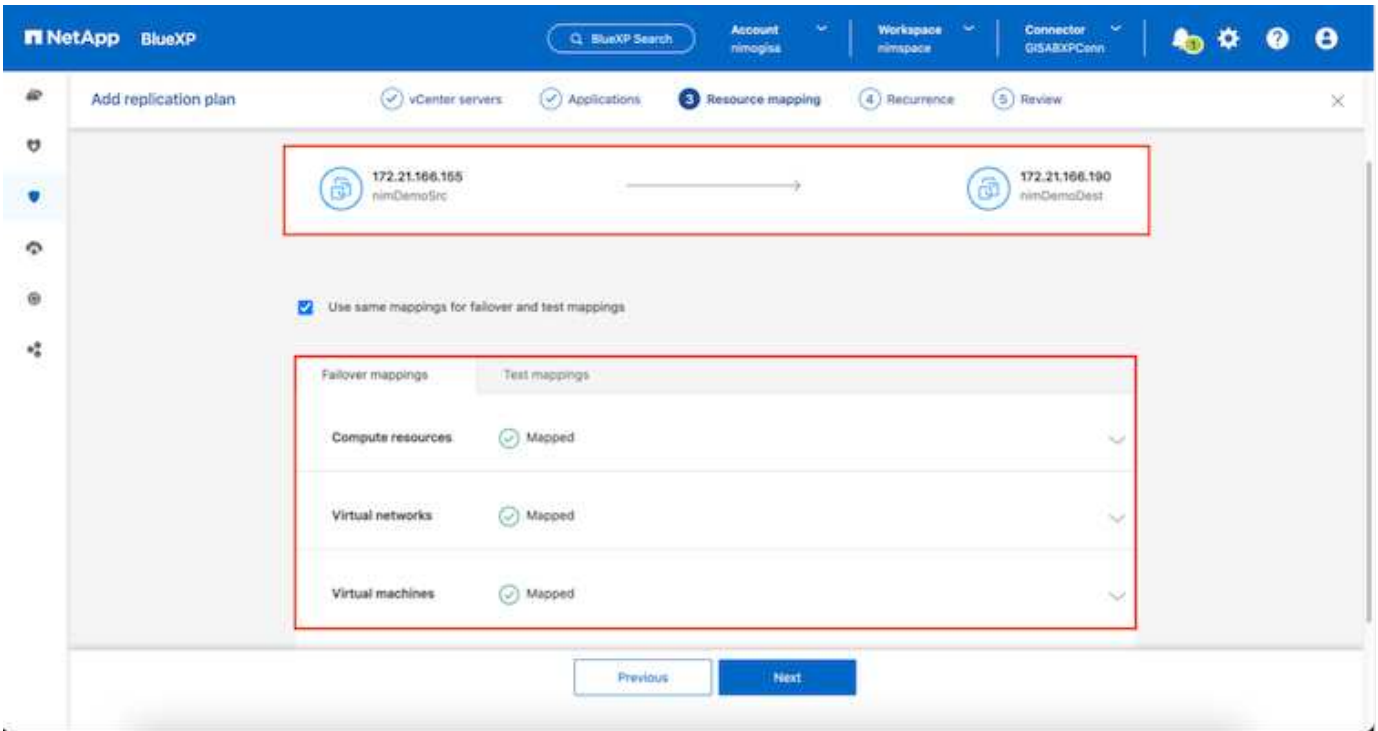 NetApp BlueXP
BlueXP Search
Account
nimogisa
Workspace
nimspace
Connector
GISABXPConn
Add replication plan
vCenter servers
Applications
3 Resource mapping
4 Recurrence
5 Review
172.21.166.155
nimDemoSrc
172.21.166.190
nimDemoDest
Use same mappings for failover and test mappings
Failover mappings
Test mappings
Compute resources
Mapped
Virtual networks
Mapped
Virtual machines
Mapped
Previous
Next